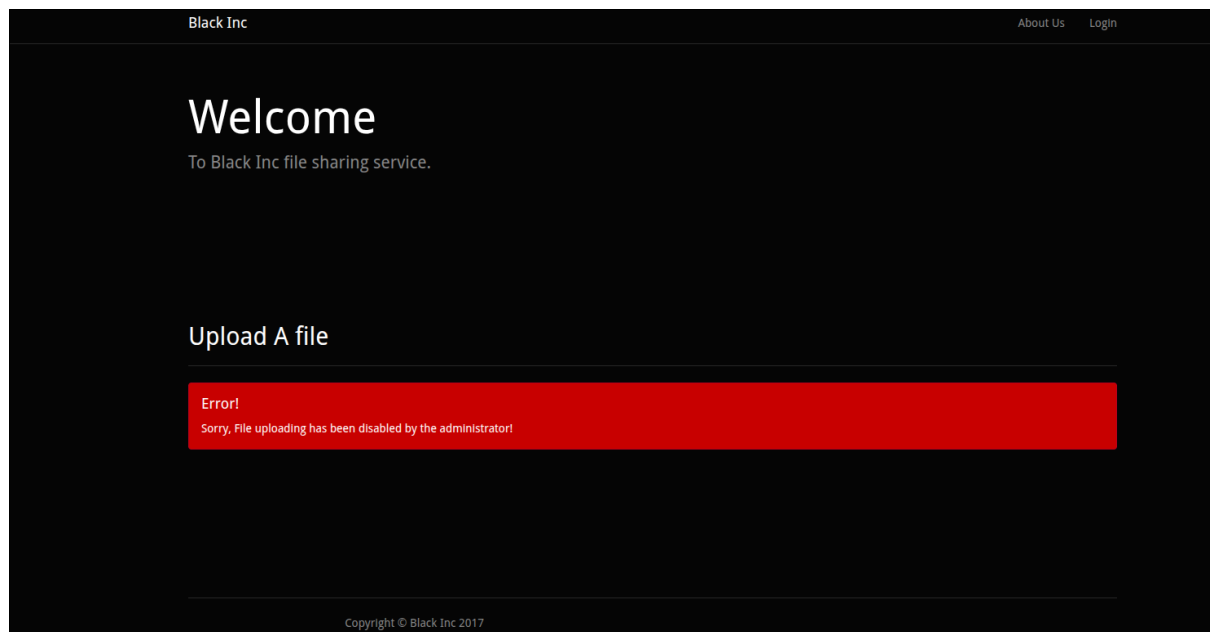 Black Inc
About Us
Login
Welcome
To Black Inc file sharing service.
Upload A file
Error!
Sorry, File uploading has been disabled by the administrator!
Copyright © Black Inc 2017